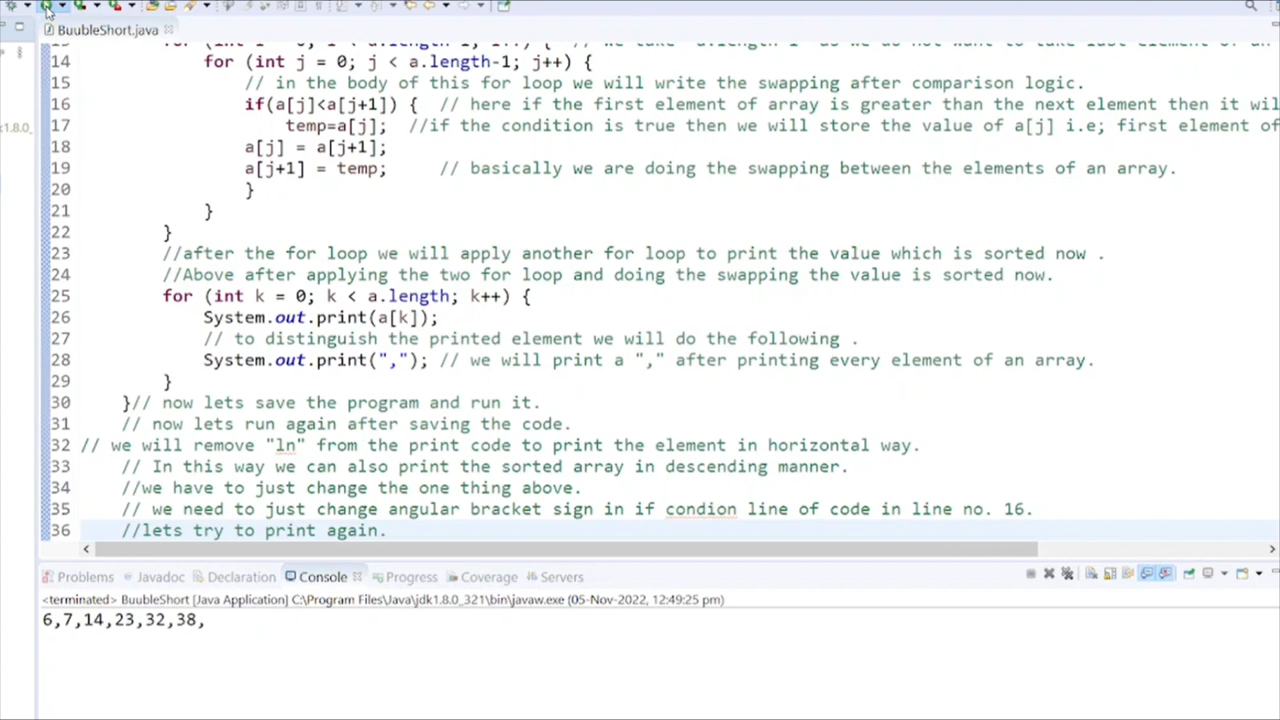 BuubleShort.java
14 for (int j = 0; j < a.length-1; j++) {
15 // in the body of this for loop we will write the swapping after comparison logic.
16 if(a[j]<a[j+1]) { // here if the first element of array is greater than the next element then it wil
17 temp=a[j]; //if the condition is true then we will store the value of a[j] i.e; first element of
18 a[j] = a[j+1];
19 a[j+1] = temp; // basically we are doing the swapping between the elements of an array.
20 }
21 }
22 }
23 //after the for loop we will apply another for loop to print the value which is sorted now .
24 //Above after applying the two for loop and doing the swapping the value is sorted now.
25 for (int k = 0; k < a.length; k++) {
26 System.out.print(a[k]);
27 // to distinguish the printed element we will do the following .
k1.8.0_
28 System.out.print(","); // we will print a "," after printing every element of an array.
29 }
30 }// now lets save the program and run it.
31 // now lets run again after saving the code.
32 // we will remove "ln" from the print code to print the element in horizontal way.
33 // In this way we can also print the sorted array in descending manner.
34 //we have to just change the one thing above.
35 // we need to just change angular bracket sign in if condion line of code in line no. 16.
36 //lets try to print again.
Problems Javadoc Declaration Console Progress Coverage Servers
<terminated> BuubleShort [Java Application] C:\Program Files\Java\jdk1.8.0_321\bin\javaw.exe (05-Nov-2022, 12:49:25 pm)
6,7,14,23,32,38,